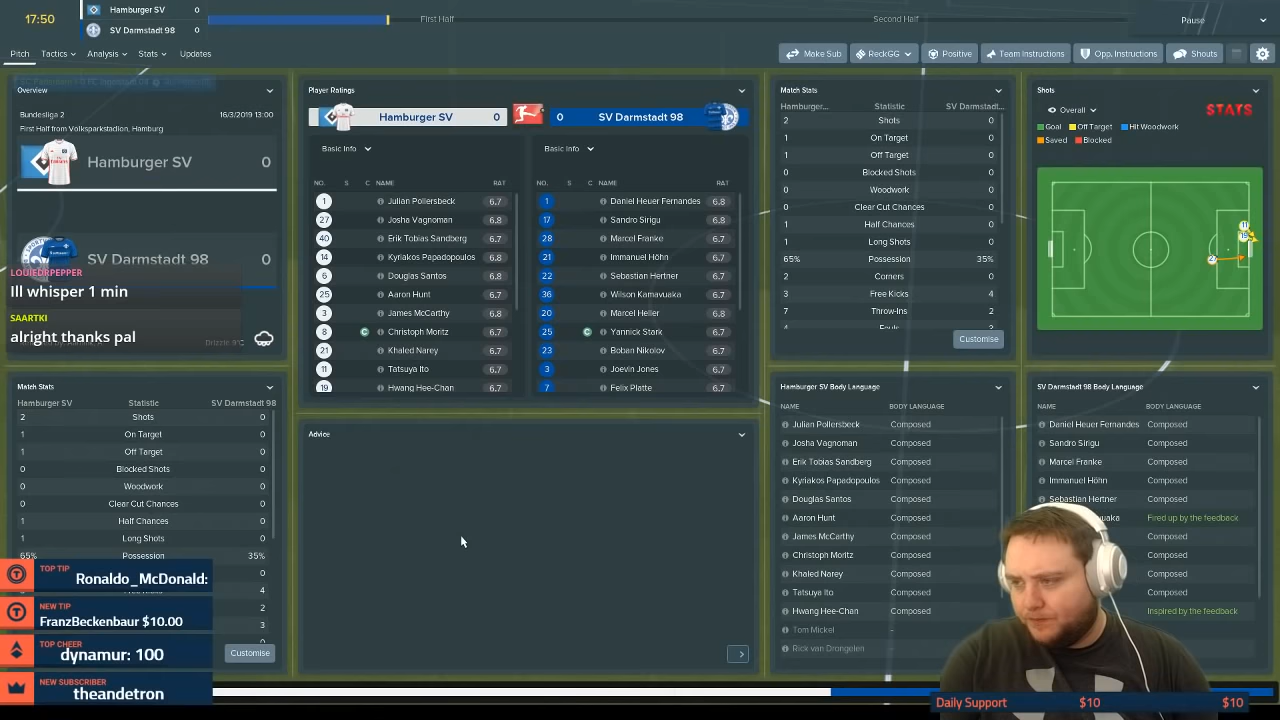 17:50
Hamburger SV 0
SV Darmstadt 98 0
First Half
Second Half
Pause
Pitch
Tactics
Analysis
Stats
Updates
Make Sub
ReckGG
Positive
Team Instructions
Opp. Instructions
Shouts
Overview
Bundesliga 2
16/3/2019 13:00
First Half from Volksparkstadion, Hamburg
Hamburger SV 0
SV Darmstadt 98 0
LOUIEDRPEPPER
Ill whisper 1 min
SAARTKI
alright thanks pal
Drizzle 9°C
Match Stats
Hamburger SV Statistic SV Darmstadt 98
2 Shots 0
1 On Target 0
1 Off Target 0
0 Blocked Shots 0
0 Woodwork 0
0 Clear Cut Chances 0
1 Half Chances 0
1 Long Shots 0
65% Possession 35%
0
4
2
3
Customise
TOP TIP
Ronaldo_McDonald:
NEW TIP
FranzBeckenbaur $10.00
TOP CHEER
dynamur: 100
NEW SUBSCRIBER
theandetron
Player Ratings
Hamburger SV 0
0 SV Darmstadt 98
Basic Info
Basic Info
NO. S C NAME RAT
1 Julian Pollersbeck 6.7
27 Josha Vagnoman 6.8
40 Erik Tobias Sandberg 6.7
14 Kyriakos Papadopoulos 6.7
6 Douglas Santos 6.8
25 Aaron Hunt 6.7
3 James McCarthy 6.8
8 C Christoph Moritz 6.7
21 Khaled Narey 6.7
11 Tatsuya Ito 6.7
19 Hwang Hee-Chan 6.7
NO. S C NAME RAT
1 Daniel Heuer Fernandes 6.8
17 Sandro Sirigu 6.8
28 Marcel Franke 6.7
21 Immanuel Höhn 6.7
22 Sebastian Hertner 6.7
36 Wilson Kamavuaka 6.7
20 Marcel Heller 6.7
25 C Yannick Stark 6.7
23 Boban Nikolov 6.7
3 Joevin Jones 6.7
7 Felix Platte 6.7
Advice
Match Stats
Hamburger... Statistic SV Darmstadt...
2 Shots 0
1 On Target 0
1 Off Target 0
0 Blocked Shots 0
0 Woodwork 0
0 Clear Cut Chances 0
1 Half Chances 0
1 Long Shots 0
65% Possession 35%
2 Corners 0
3 Free Kicks 4
7 Throw-Ins 2
4 Fouls 3
Customise
Shots
Overall
STATS
Goal Off Target Hit Woodwork
Saved Blocked
Hamburger SV Body Language
NAME BODY LANGUAGE
Julian Pollersbeck Composed
Josha Vagnoman Composed
Erik Tobias Sandberg Composed
Kyriakos Papadopoulos Composed
Douglas Santos Composed
Aaron Hunt Composed
James McCarthy Composed
Christoph Moritz Composed
Khaled Narey Composed
Tatsuya Ito Composed
Hwang Hee-Chan Composed
Tom Mickel -
Rick van Drongelen -
SV Darmstadt 98 Body Language
NAME BODY LANGUAGE
Daniel Heuer Fernandes Composed
Sandro Sirigu Composed
Marcel Franke Composed
Immanuel Höhn Composed
Sebastian Hertner Composed
Fired up by the feedback
Composed
Composed
Composed
Composed
Inspired by the feedback
Daily Support $10 $10